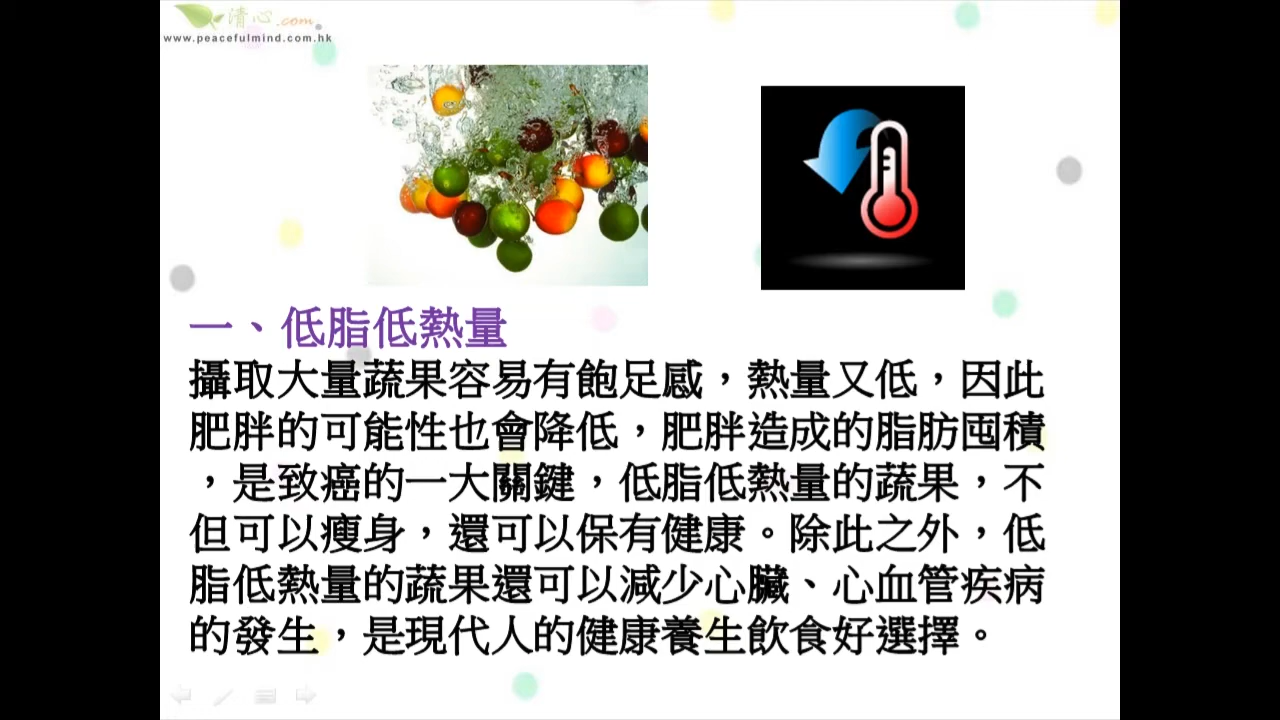 清心.com
www.peacefulmind.com.hk
一、低脂低熱量
攝取大量蔬果容易有飽足感，熱量又低，因此
肥胖的可能性也會降低，肥胖造成的脂肪囤積
，是致癌的一大關鍵，低脂低熱量的蔬果，不
但可以瘦身，還可以保有健康。除此之外，低
脂低熱量的蔬果還可以減少心臟、心血管疾病
的發生，是現代人的健康養生飲食好選擇。